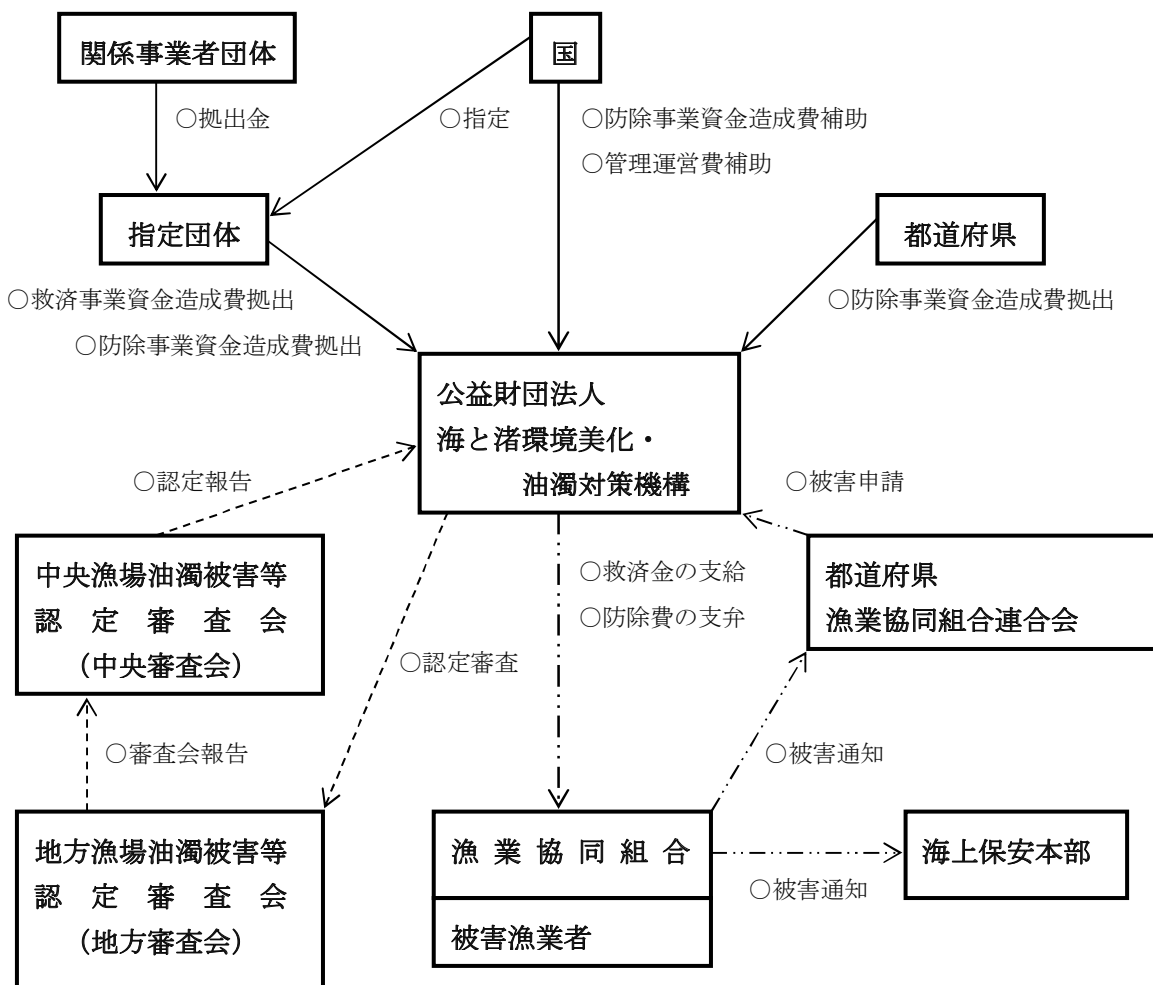 関係事業者団体
国
○拠出金
○指定
○防除事業資金造成費補助
○管理運営費補助
指定団体
都道府県
○救済事業資金造成費拠出
○防除事業資金造成費拠出
○防除事業資金造成費拠出
公益財団法人
海と渚環境美化・
油濁対策機構
○認定報告
○被害申請
中央漁場油濁被害等
認定審査会
（中央審査会）
○救済金の支給
○防除費の支弁
都道府県
漁業協同組合連合会
○認定審査
○審査会報告
○被害通知
地方漁場油濁被害等
認定審査会
（地方審査会）
漁業協同組合
被害漁業者
○被害通知
海上保安本部